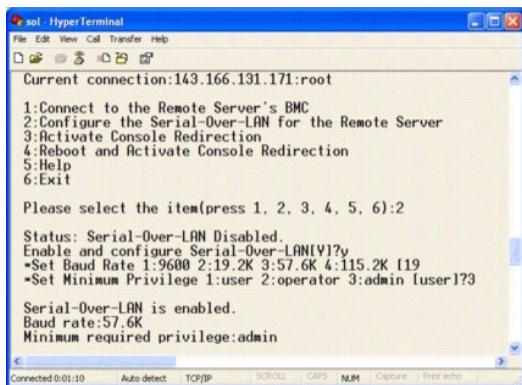 sol - HyperTerminal
File Edit View Call Transfer Help
Current connection:143.166.131.171:root
1:Connect to the Remote Server's BMC
2:Configure the Serial-Over-LAN for the Remote Server
3:Activate Console Redirection
4:Reboot and Activate Console Redirection
5:Help
6:Exit
Please select the item(press 1, 2, 3, 4, 5, 6):2
Status: Serial-Over-LAN Disabled.
Enable and configure Serial-Over-LAN[Y]?y
*Set Baud Rate 1:9600 2:19.2K 3:57.6K 4:115.2K [19
*Set Minimum Privilege 1:user 2:operator 3:admin [user]?3
Serial-Over-LAN is enabled.
Baud rate:57.6K
Minimum required privilege:admin
Connected 0:01:10 Auto detect TCP/IP SCROLL CAPS NUM Capture Print echo